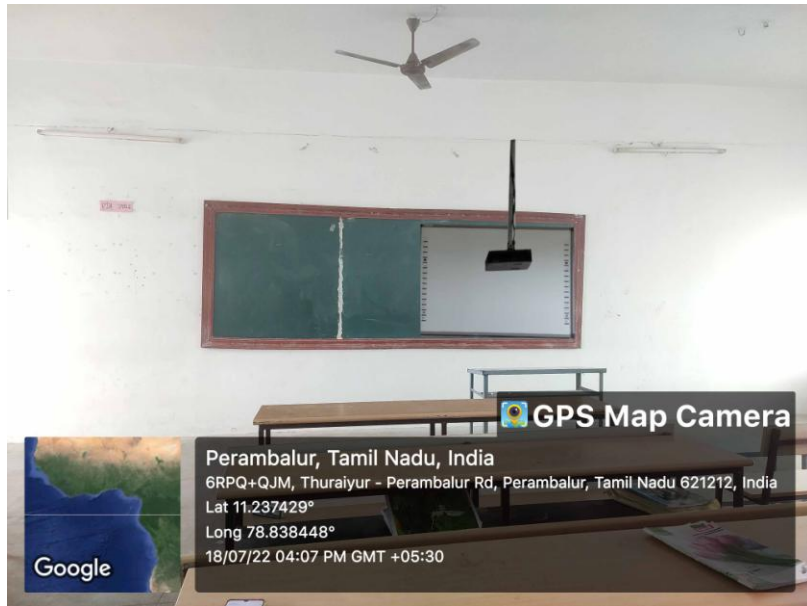 GPS Map Camera
Perambalur, Tamil Nadu, India
6RPQ+QJM, Thuraiyur - Perambalur Rd, Perambalur, Tamil Nadu 621212, India
Lat 11.237429°
Long 78.838448°
18/07/22 04:07 PM GMT +05:30
Google